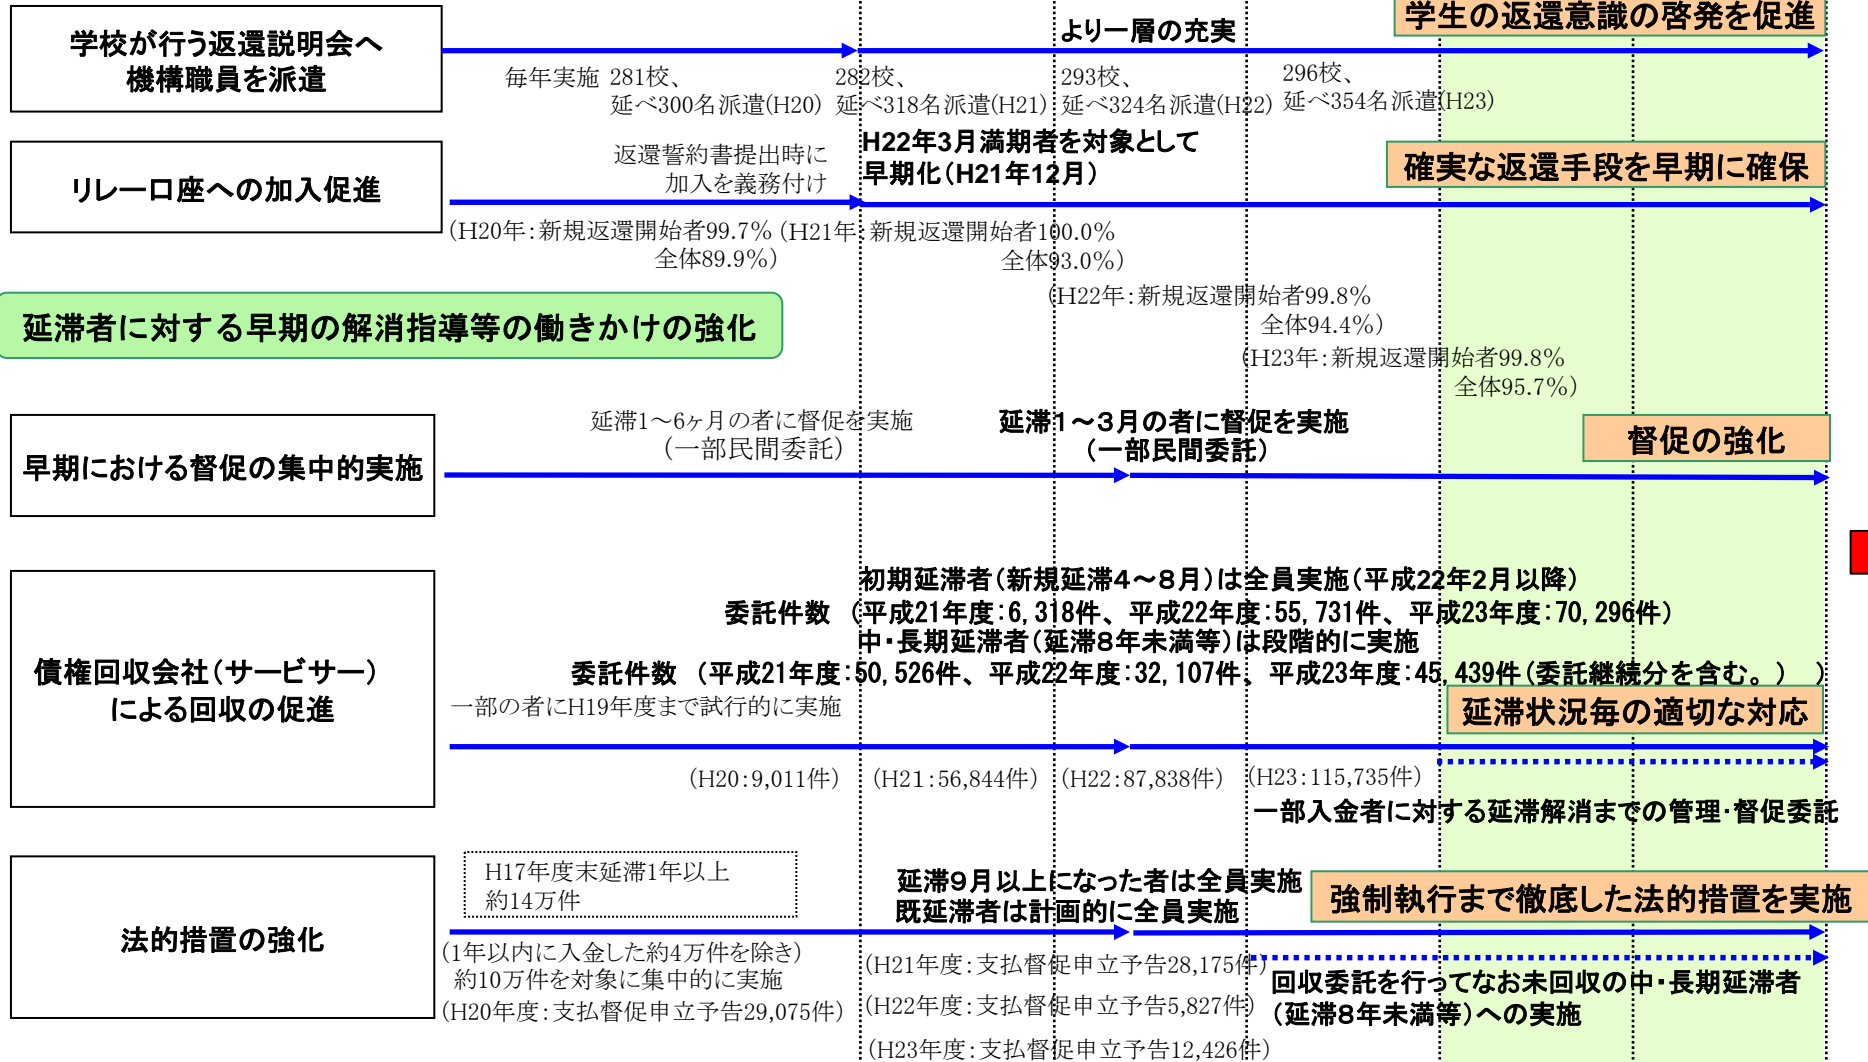 学生の返還意識の啓発を促進
学校が行う返還説明会へ
機構職員を派遣
より一層の充実
毎年実施 281校、
延べ300名派遣(H20)
282校、
延べ318名派遣(H21)
293校、
延べ324名派遣(H22)
296校、
延べ354名派遣(H23)
リレー口座への加入促進
返還誓約書提出時に
加入を義務付け
H22年3月満期者を対象として
早期化(H21年12月)
確実な返還手段を早期に確保
(H20年:新規返還開始者99.7%
全体89.9%)
(H21年:新規返還開始者100.0%
全体93.0%)
(H22年:新規返還開始者99.8%
全体94.4%)
(H23年:新規返還開始者99.8%
全体95.7%)
延滞者に対する早期の解消指導等の働きかけの強化
早期における督促の集中的実施
延滞1~6ヶ月の者に督促を実施
(一部民間委託)
延滞1~3月の者に督促を実施
(一部民間委託)
督促の強化
債権回収会社(サービサー)
による回収の促進
初期延滞者(新規延滞4~8月)は全員実施(平成22年2月以降)
委託件数 (平成21年度:6,318件、平成22年度:55,731件、平成23年度:70,296件)
中・長期延滞者(延滞8年未満等)は段階的に実施
委託件数 (平成21年度:50,526件、平成22年度:32,107件、平成23年度:45,439件(委託継続分を含む。) )
一部の者にH19年度まで試行的に実施
延滞状況毎の適切な対応
(H20:9,011件)
(H21:56,844件)
(H22:87,838件)
(H23:115,735件)
一部入金者に対する延滞解消までの管理・督促委託
法的措置の強化
H17年度末延滞1年以上
約14万件
延滞9月以上になった者は全員実施
既延滞者は計画的に全員実施
強制執行まで徹底した法的措置を実施
(1年以内に入金した約4万件を除き)
約10万件を対象に集中的に実施
(H20年度:支払督促申立予告29,075件)
(H21年度:支払督促申立予告28,175件)
(H22年度:支払督促申立予告5,827件)
(H23年度:支払督促申立予告12,426件)
回収委託を行ってなお未回収の中・長期延滞者
(延滞8年未満等)への実施